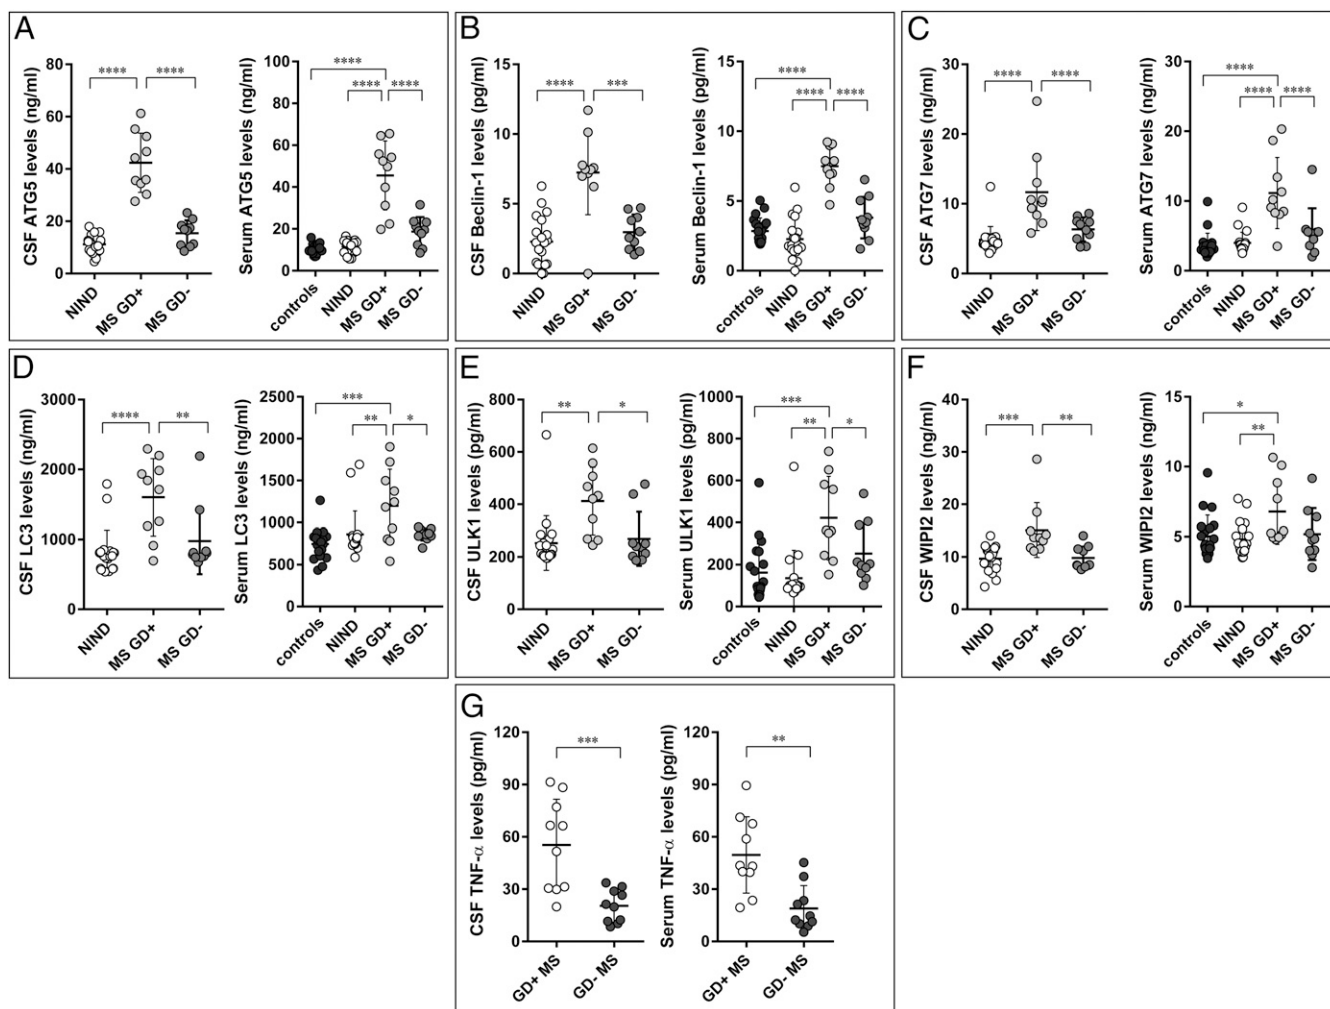 A
CSF ATG5 levels (ng/ml)
80
60
40
20
0
****
****
NIND
MS GD+
MS GD-
Serum ATG5 levels (ng/ml)
100
80
60
40
20
0
****
****
****
controls
NIND
MS GD+
MS GD-
B
CSF Beclin-1 levels (pg/ml)
15
10
5
0
****
***
NIND
MS GD+
MS GD-
Serum Beclin-1 levels (pg/ml)
15
10
5
0
****
****
****
controls
NIND
MS GD+
MS GD-
C
CSF ATG7 levels (ng/ml)
30
20
10
0
****
****
NIND
MS GD+
MS GD-
Serum ATG7 levels (ng/ml)
30
20
10
0
****
****
****
controls
NIND
MS GD+
MS GD-
D
CSF LC3 levels (ng/ml)
3000
2000
1000
0
****
**
NIND
MS GD+
MS GD-
Serum LC3 levels (ng/ml)
2500
2000
1500
1000
500
0
***
**
*
controls
NIND
MS GD+
MS GD-
E
CSF ULK1 levels (pg/ml)
800
600
400
200
0
**
*
NIND
MS GD+
MS GD-
Serum ULK1 levels (pg/ml)
1000
800
600
400
200
0
***
**
*
controls
NIND
MS GD+
MS GD-
F
CSF WIPI2 levels (ng/ml)
40
30
20
10
0
***
**
NIND
MS GD+
MS GD-
Serum WIPI2 levels (ng/ml)
15
10
5
0
*
**
controls
NIND
MS GD+
MS GD-
G
CSF TNF-α levels (pg/ml)
120
90
60
30
0
***
GD+ MS
GD- MS
Serum TNF-α levels (pg/ml)
120
90
60
30
0
**
GD+ MS
GD- MS